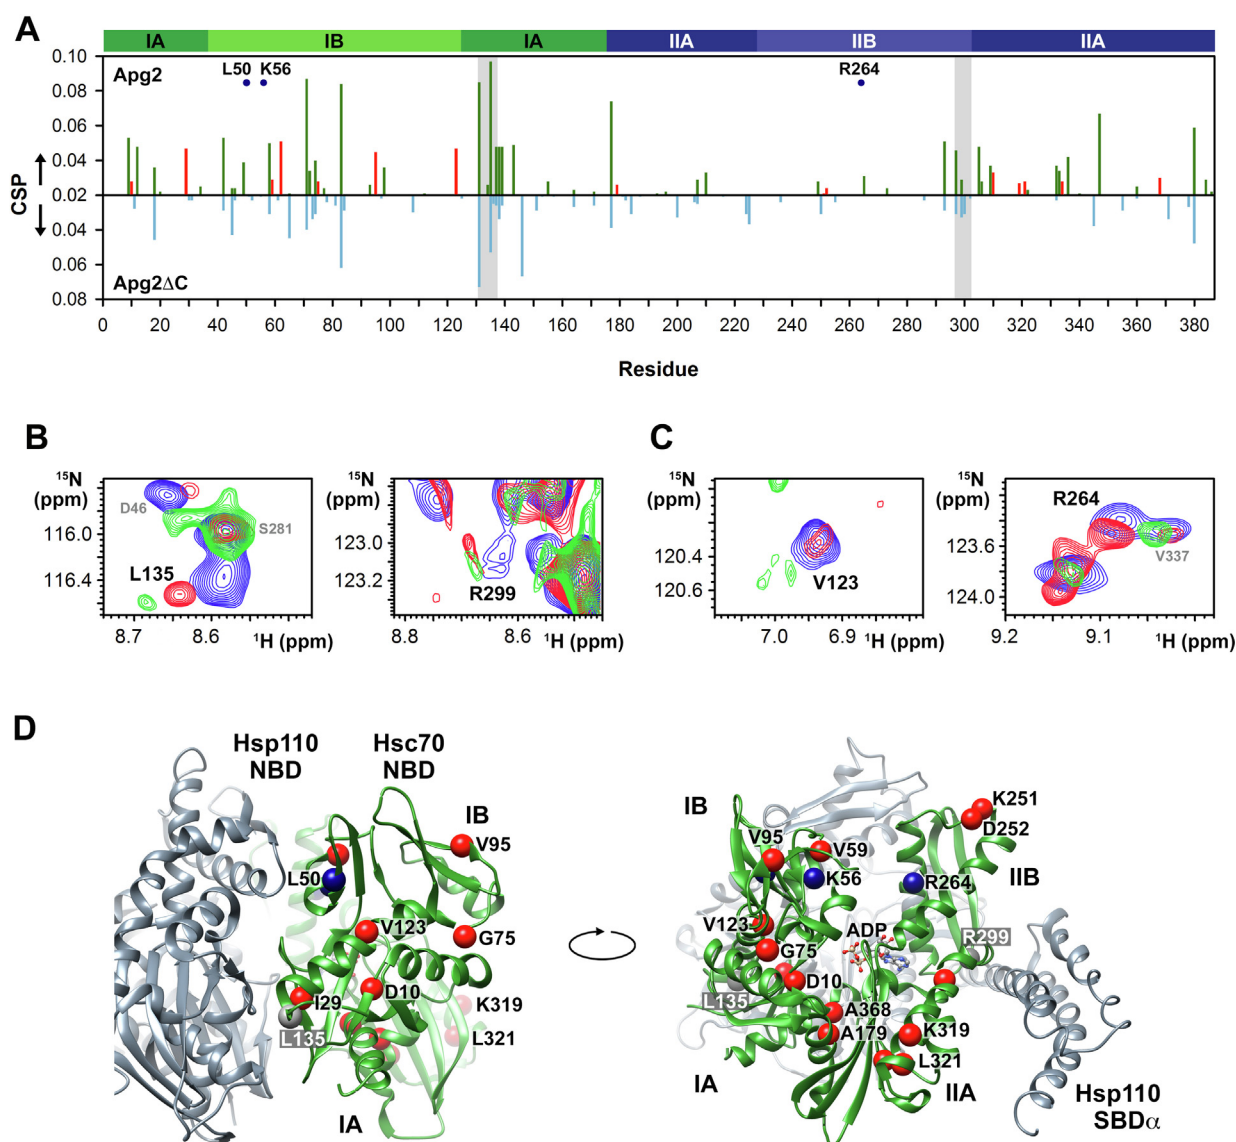 A
IA IB IA IIA IIB IIA
0.10
0.08
0.06
0.04
0.02
0.04
0.06
0.08
CSP
Apg2
L50 K56
R264
Apg2ΔC
0 20 40 60 80 100 120 140 160 180 200 220 240 260 280 300 320 340 360 380
Residue
B
15N
(ppm)
116.0
116.4
D46
S281
L135
8.7 8.6 1H (ppm)
15N
(ppm)
123.0
123.2
R299
8.8 8.6 1H (ppm)
C
15N
(ppm)
120.4
120.6
V123
7.0 6.9 1H (ppm)
15N
(ppm)
123.6
124.0
R264
V337
9.2 9.1 1H (ppm)
D
Hsp110
NBD
Hsc70
NBD
IB
V95
L50
V123
G75
I29
D10
K319
L135
L321
IA
IB
K251
D252
V95
V59
K56
R264
IIB
V123
ADP
G75
R299
L135
D10
A368
A179
K319
L321
IA
IIA
Hsp110
SBDα